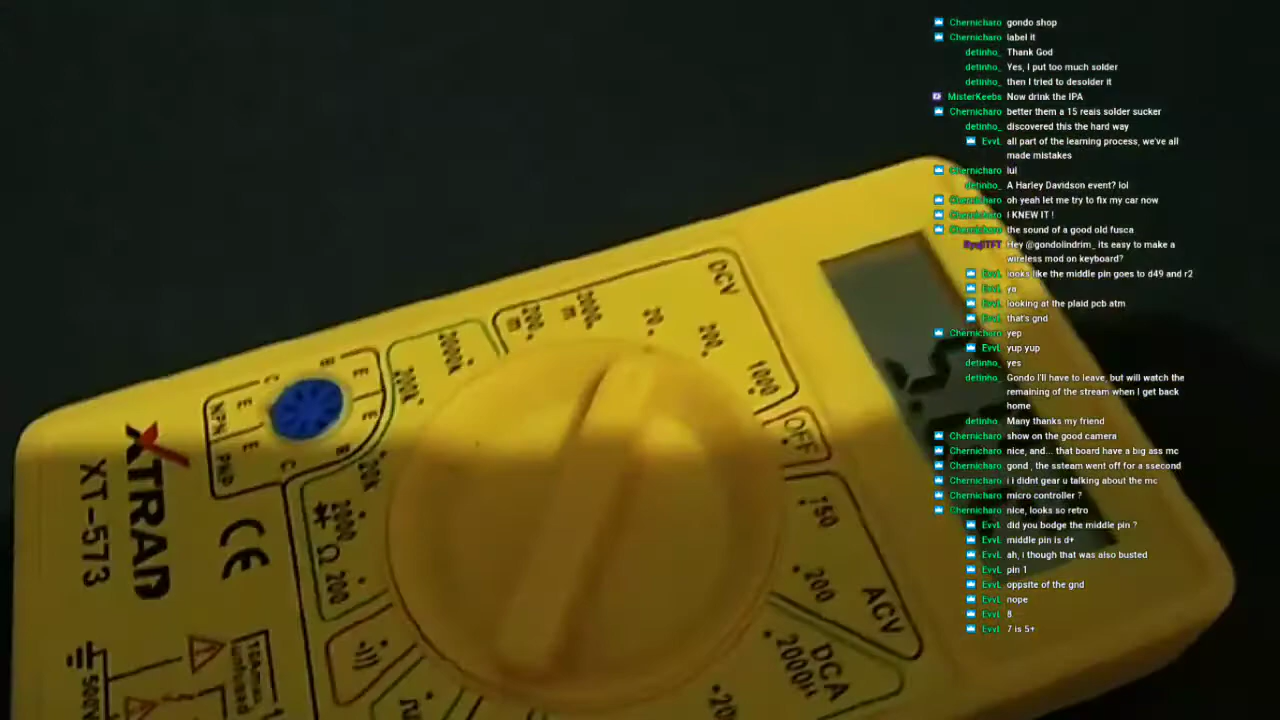 Chernicharo gondo shop
Chernicharo label it
detinho_ Thank God
detinho_ Yes, I put too much solder
detinho_ then I tried to desolder it
MisterKeebs Now drink the IPA
Chernicharo better them a 15 reais solder sucker
detinho_ discovered this the hard way
EvvL all part of the learning process, we've all
made mistakes
Chernicharo lul
detinho_ A Harley Davidson event? lol
Chernicharo oh yeah let me try to fix my car now
Chernicharo I KNEW IT !
Chernicharo the sound of a good old fusca
Hey @gondolindrim_ its easy to make a
wireless mod on keyboard?
EvvL looks like the middle pin goes to d49 and r2
EvvL ya
EvvL looking at the plaid pcb atm
EvvL that's gnd
Chernicharo yep
EvvL yup yup
detinho_ yes
detinho_ Gondo I'll have to leave, but will watch the
remaining of the stream when I get back
home
detinho_ Many thanks my friend
Chernicharo show on the good camera
Chernicharo nice, and... that board have a big ass mc
Chernicharo gond , the ssteam went off for a ssecond
Chernicharo i i didnt gear u talking about the mc
Chernicharo micro controller ?
Chernicharo nice, looks so retro
EvvL did you bodge the middle pin ?
EvvL middle pin is d+
EvvL ah, i though that was also busted
EvvL pin 1
EvvL oppsite of the gnd
EvvL nope
EvvL 8
EvvL 7 is 5+
DCV
200m
2000m
20
200
1000
OFF
150
200
ACV
DCA
2000µ
2000k
200k
20k
2000
Ω 200
B
C
E
E
NPN
E
E
B
C
PNP
XTRAD
XT-573
CE
500V